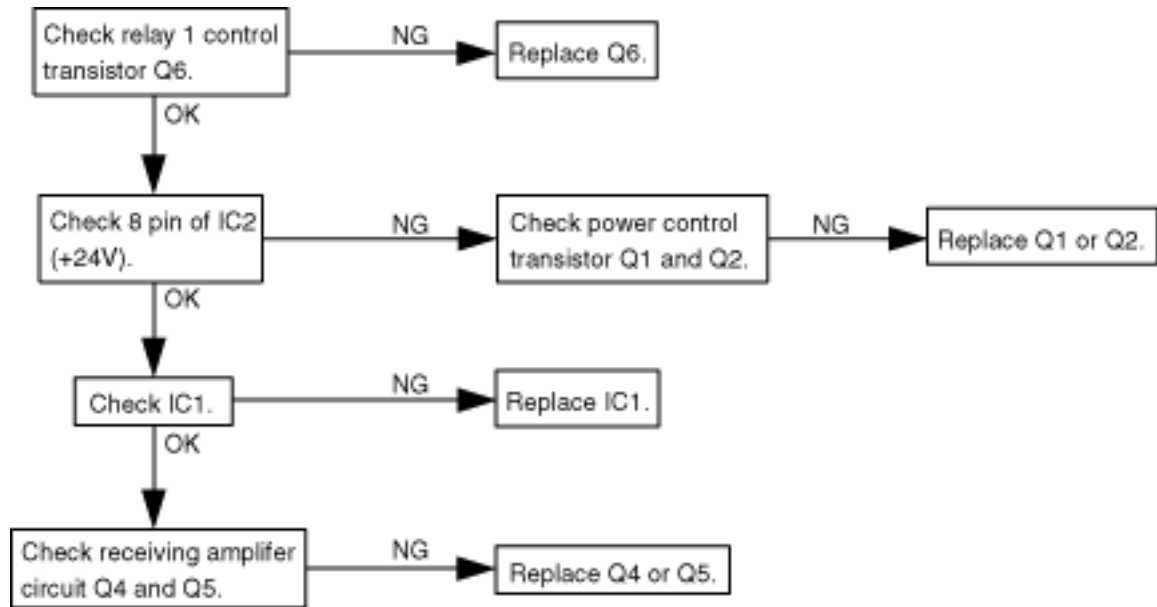 Check relay 1 control
transistor Q6.
NG
Replace Q6.
OK
Check 8 pin of IC2
(+24V).
NG
Check power control
transistor Q1 and Q2.
NG
Replace Q1 or Q2.
OK
Check IC1.
NG
Replace IC1.
OK
Check receiving amplifer
circuit Q4 and Q5.
NG
Replace Q4 or Q5.